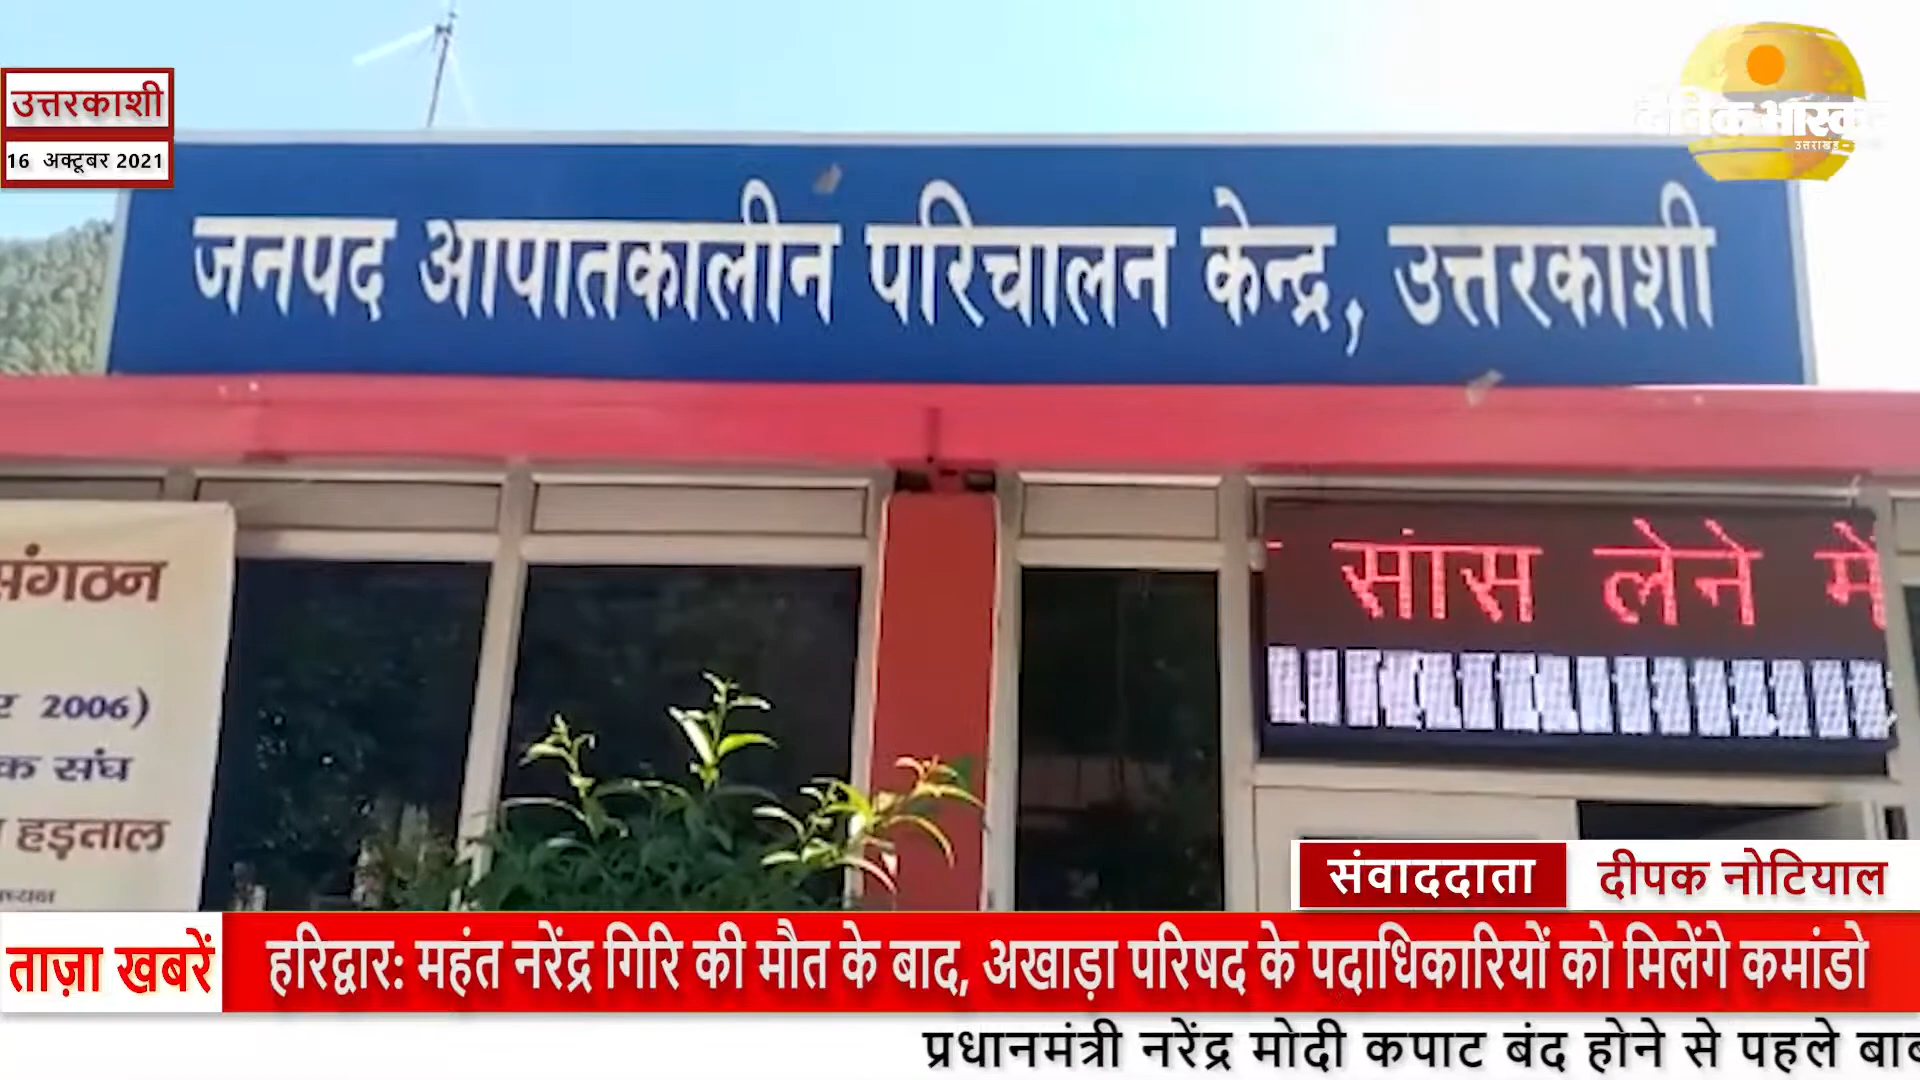 उत्तरकाशी
16 अक्टूबर 2021
दैनिक भास्कर
जनपद आपातकालीन परिचालन केन्द्र, उत्तरकाशी
संगठन
सांस लेने में
2006)
संघ
हड़ताल
संवाददाता दीपक नोटियाल
ताज़ा खबरें हरिद्वार: महंत नरेंद्र गिरि की मौत के बाद, अखाड़ा परिषद के पदाधिकारियों को मिलेंगे कमांडो
प्रधानमंत्री नरेंद्र मोदी कपाट बंद होने से पहले